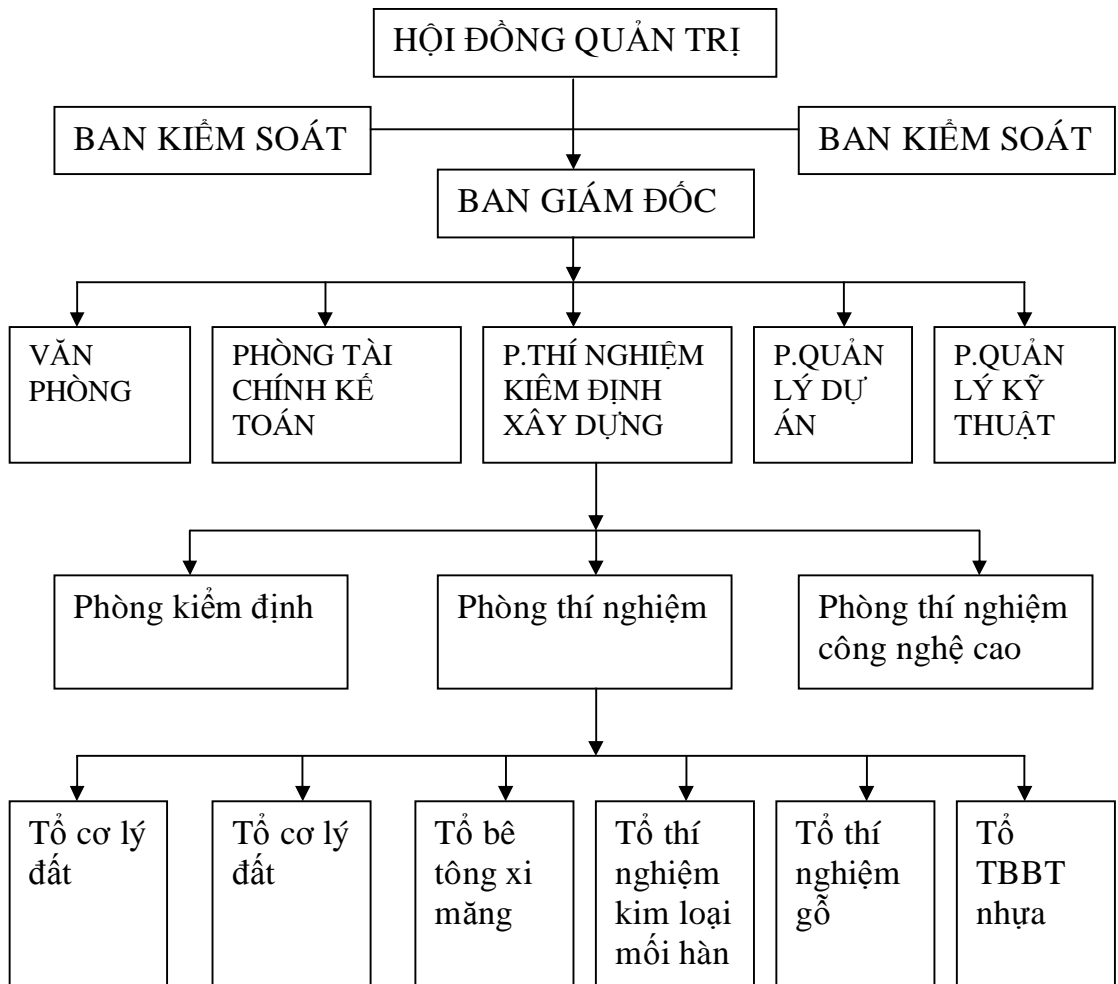 HỘI ĐỒNG QUẢN TRỊ
BAN KIỂM SOÁT
BAN KIỂM SOÁT
BAN GIÁM ĐỐC
VĂN
PHÒNG
PHÒNG TÀI
CHÍNH KẾ
TOÁN
P.THÍ NGHIỆM
KIÊM ĐỊNH
XÂY DỰNG
P.QUẢN
LÝ DỰ
ÁN
P.QUẢN
LÝ KỸ
THUẬT
Phòng kiểm định
Phòng thí nghiệm
Phòng thí nghiệm
công nghệ cao
Tổ cơ lý
đất
Tổ cơ lý
đất
Tổ bê
tông xi
măng
Tổ thí
nghiệm
kim loại
mối hàn
Tổ thí
nghiệm
gỗ
Tổ
TBBT
nhựa